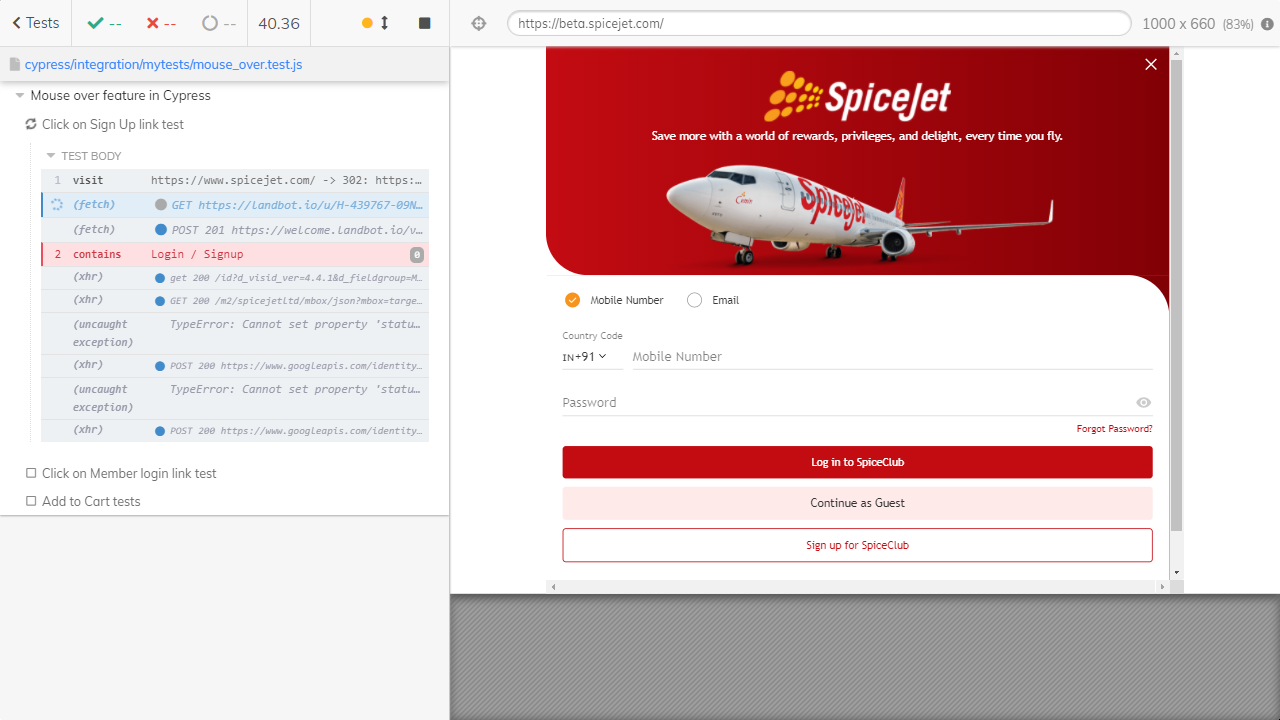 Tests
--
--
--
40.36
https://beta.spicejet.com/
1000 x 660 (83%)
cypress/integration/mytests/mouse_over.test.js
Mouse over feature in Cypress
Click on Sign Up link test
TEST BODY
1 visit https://www.spicejet.com/ -> 302: https:…
(fetch) GET https://landbot.io/u/H-439767-09N…
(fetch) POST 201 https://welcome.landbot.io/v…
2 contains Login / Signup 0
(xhr) get 200 /id?d_visid_ver=4.4.1&d_fieldgroup=M…
(xhr) GET 200 /m2/spicejetltd/mbox/json?mbox=targe…
(uncaught exception) TypeError: Cannot set property 'statu…
(xhr) POST 200 https://www.googleapis.com/identity…
(uncaught exception) TypeError: Cannot set property 'statu…
(xhr) POST 200 https://www.googleapis.com/identity…
Click on Member login link test
Add to Cart tests
SpiceJet
Save more with a world of rewards, privileges, and delight, every time you fly.
SpiceJet
Mobile Number
Email
Country Code
IN+91
Mobile Number
Password
Forgot Password?
Log in to SpiceClub
Continue as Guest
Sign up for SpiceClub